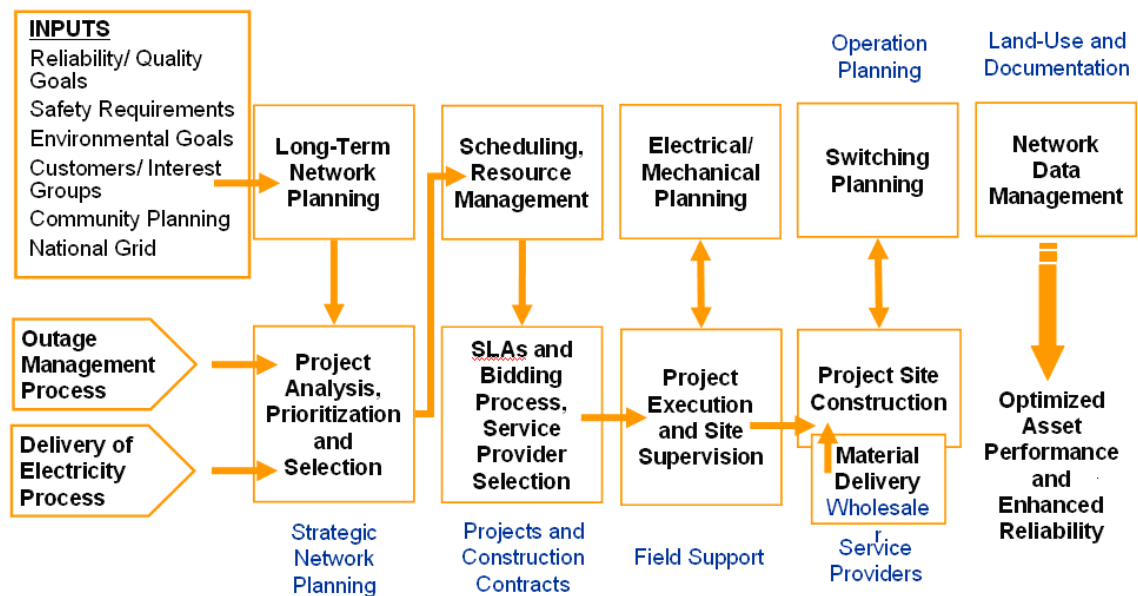 INPUTS
Reliability/ Quality
Goals
Safety Requirements
Environmental Goals
Customers/ Interest
Groups
Community Planning
National Grid
Outage
Management
Process
Delivery of
Electricity
Process
Long-Term
Network
Planning
Project
Analysis,
Prioritization
and
Selection
Strategic
Network
Planning
Scheduling,
Resource
Management
SLAs and
Bidding
Process,
Service
Provider
Selection
Projects and
Construction
Contracts
Electrical/
Mechanical
Planning
Project
Execution
and Site
Supervision
Field Support
Operation
Planning
Switching
Planning
Project Site
Construction
Material
Delivery
Wholesale
r
Service
Providers
Land-Use and
Documentation
Network
Data
Management
Optimized
Asset
Performance
and
Enhanced
Reliability